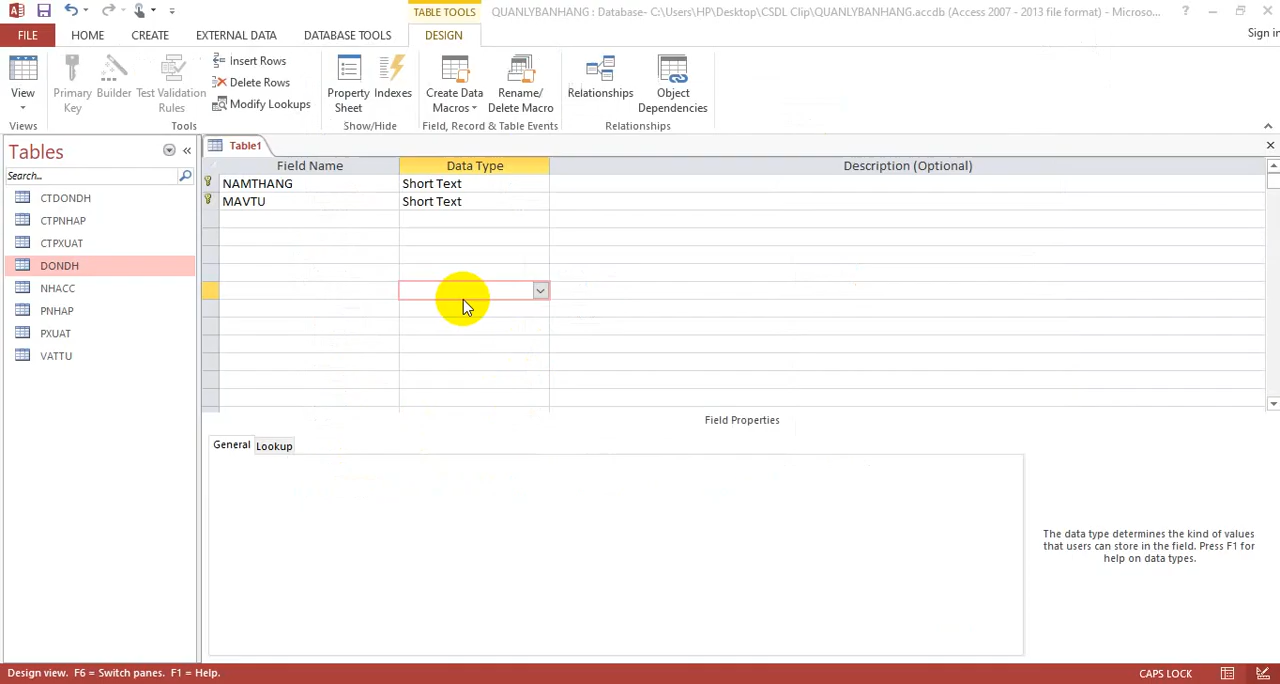 TABLE TOOLS
QUANLYBANHANG : Database- C:\Users\HP\Desktop\CSDL Clip\QUANLYBANHANG.accdb (Access 2007 - 2013 file format) - Microso...
FILE HOME CREATE EXTERNAL DATA DATABASE TOOLS DESIGN Sign in
View
Primary Key
Builder
Test Validation Rules
Insert Rows
Delete Rows
Modify Lookups
Property Sheet
Indexes
Create Data Macros
Rename/ Delete Macro
Relationships
Object Dependencies
Views Tools Show/Hide Field, Record & Table Events Relationships
Tables
Search...
CTDONDH
CTPNHAP
CTPXUAT
DONDH
NHACC
PNHAP
PXUAT
VATTU
Table1
Field Name Data Type Description (Optional)
NAMTHANG Short Text
MAVTU Short Text
Field Properties
General Lookup
The data type determines the kind of values
that users can store in the field. Press F1 for
help on data types.
Design view. F6 = Switch panes. F1 = Help. CAPS LOCK